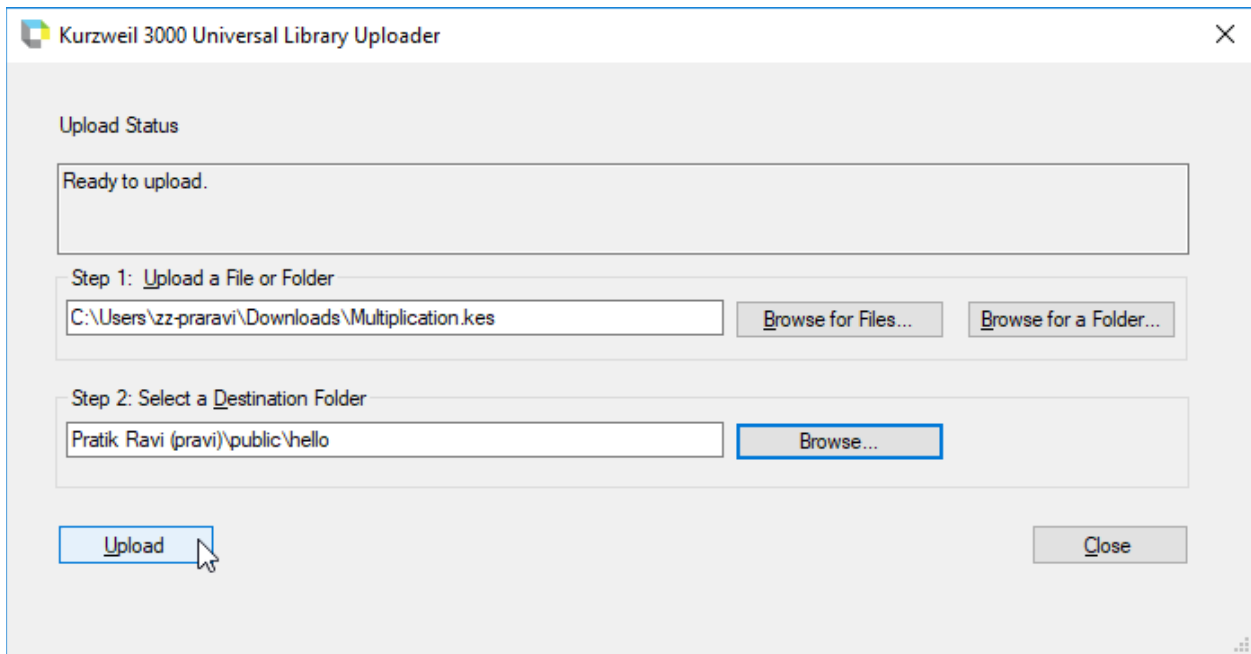 Kurzweil 3000 Universal Library Uploader
Upload Status
Ready to upload.
Step 1: Upload a File or Folder
C:\Users\zz-praravi\Downloads\Multiplication.kes
Browse for Files...
Browse for a Folder...
Step 2: Select a Destination Folder
Pratik Ravi (pravi)\public\hello
Browse...
Upload
Close